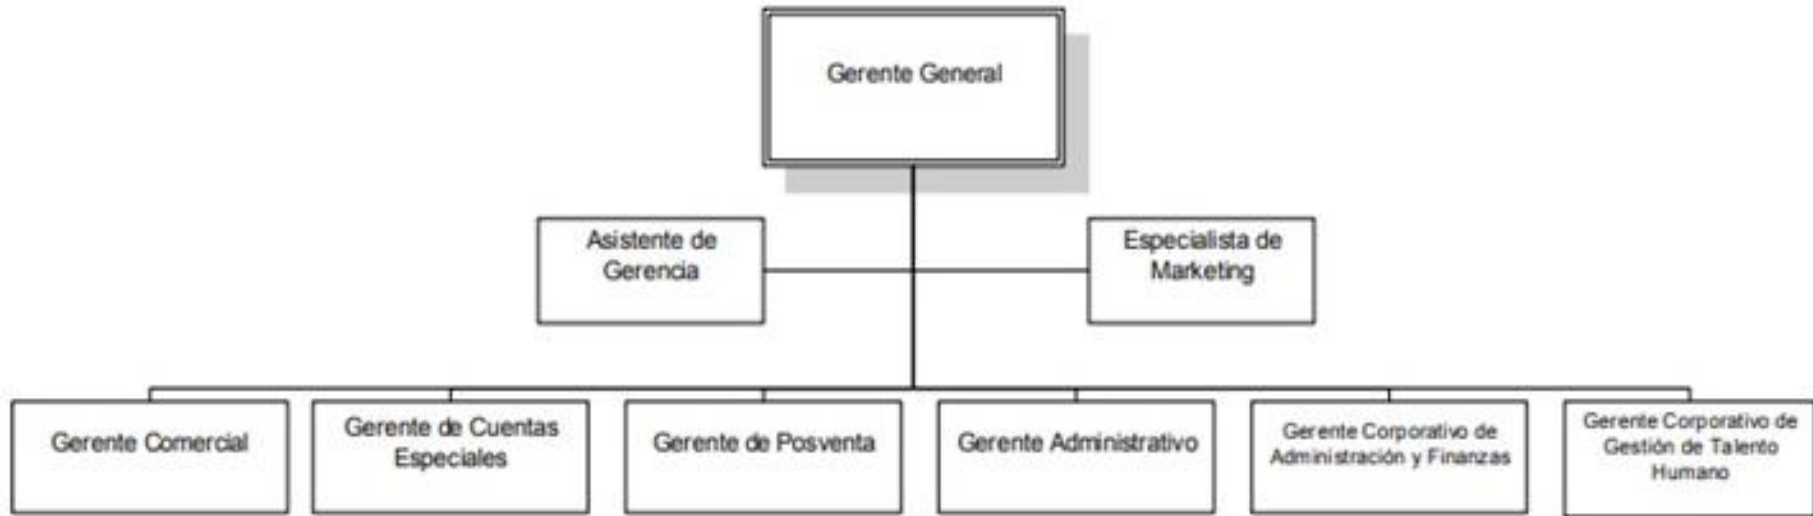 Gerente General
Asistente de
Gerencia
Especialista de
Marketing
Gerente Comercial
Gerente de Cuentas
Especiales
Gerente de Posventa
Gerente Administrativo
Gerente Corporativo de
Administración y Finanzas
Gerente Corporativo de
Gestión de Talento
Humano